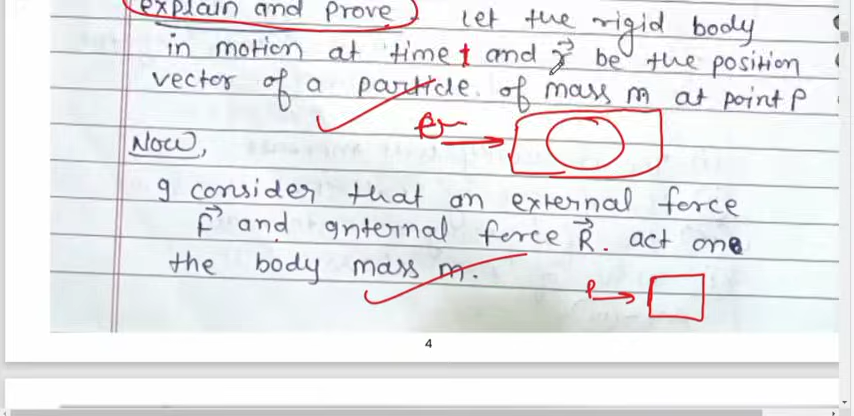 explain and prove. Let the rigid body
in motion at time t and r⃗ be the position
vector of a particle. of mass m at point P
Now,
I consider that an external force
F⃗ and Internal force R⃗. act one
the body mass m.
P
4